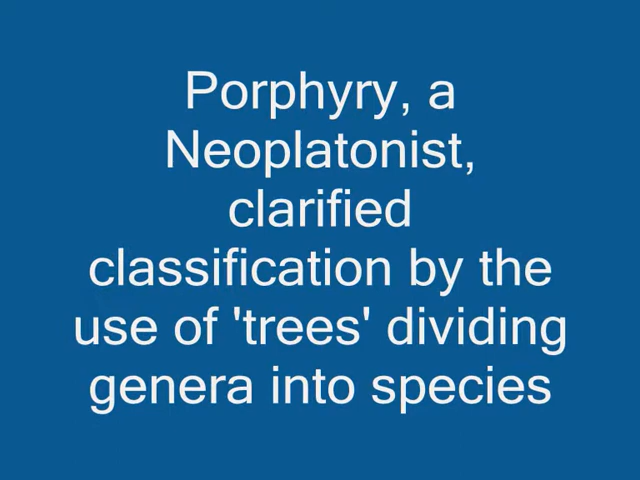 Porphyry, a
Neoplatonist,
clarified
classification by the
use of 'trees' dividing
genera into species